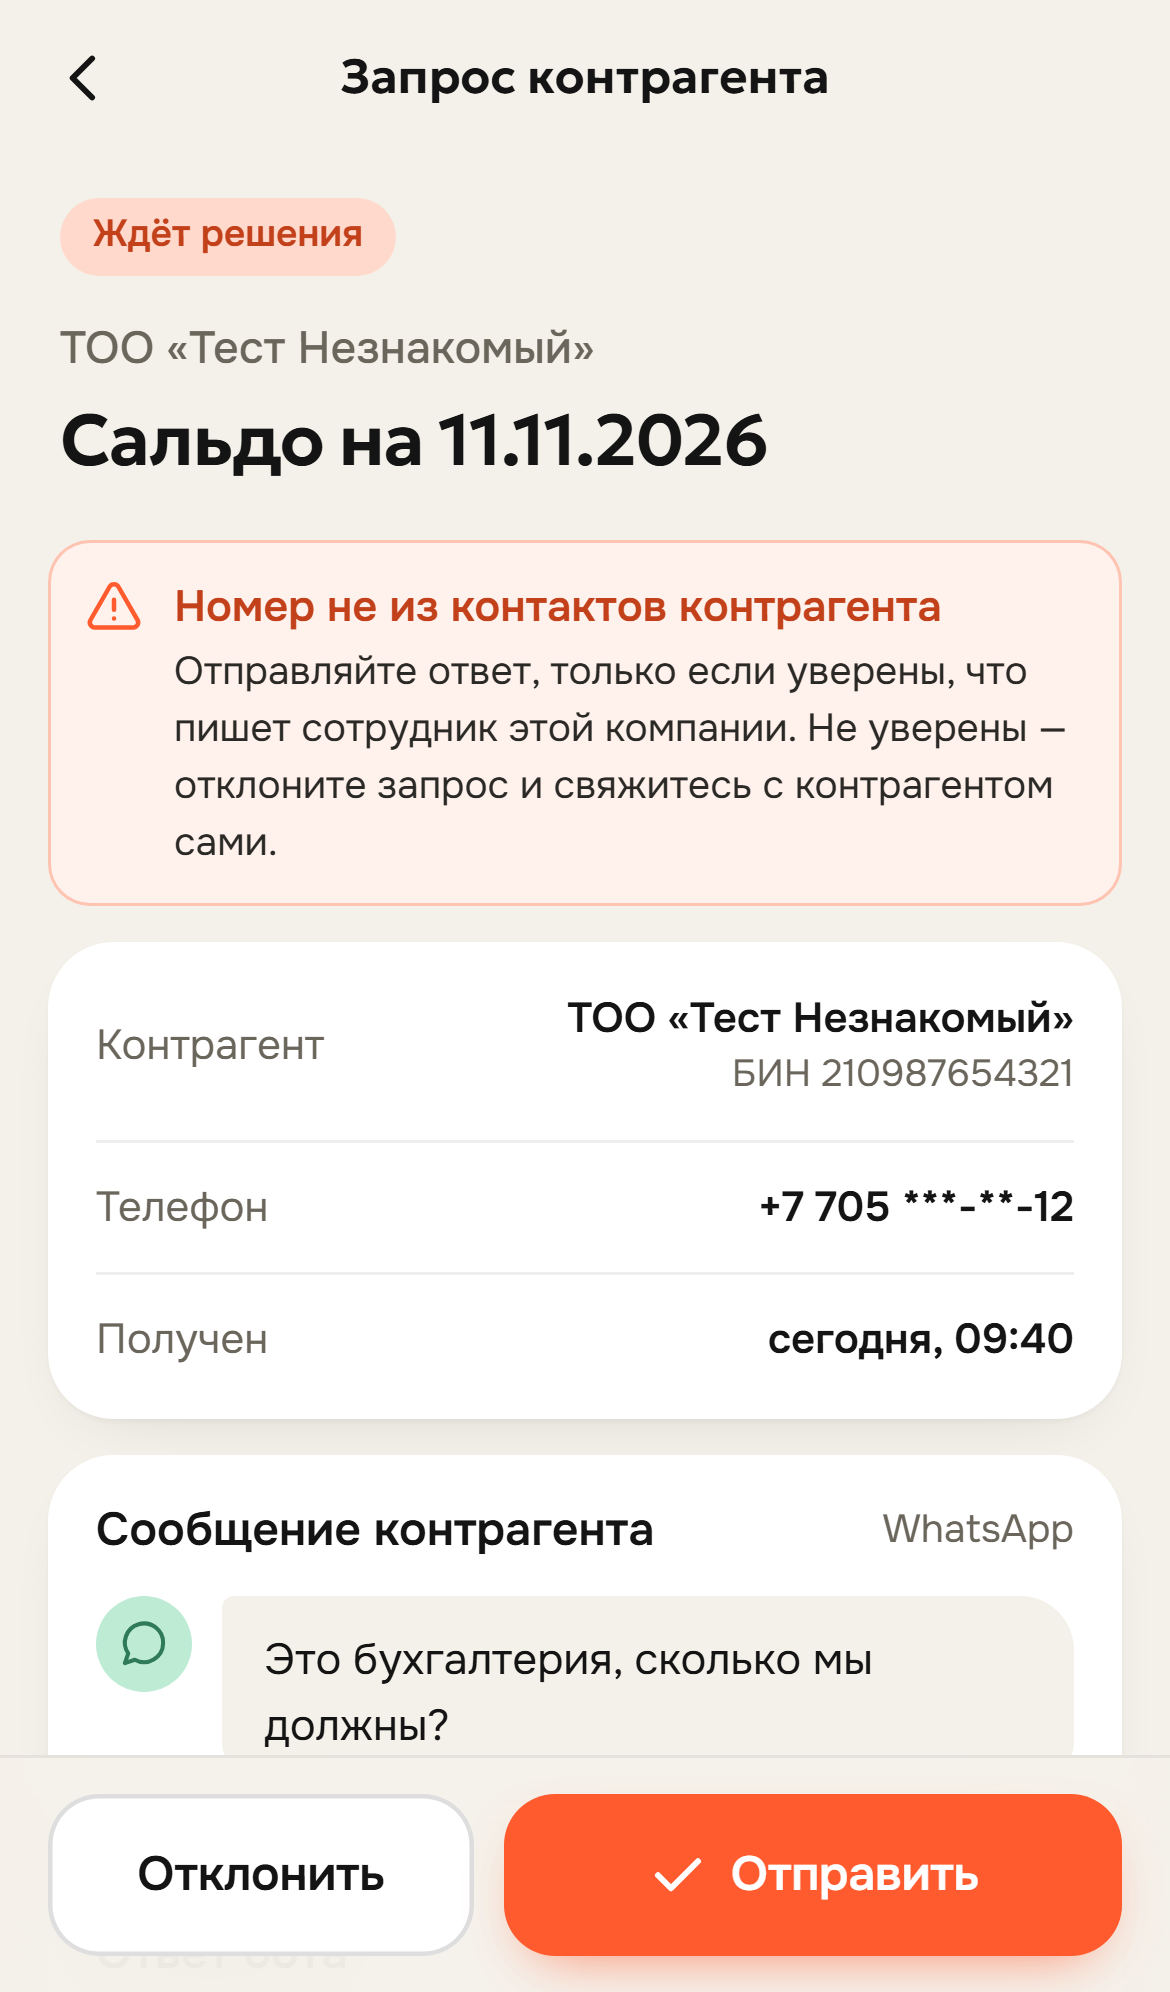 Запрос контрагента
Ждёт решения
ТОО «Тест Незнакомый»
Сальдо на 11.11.2026
Номер не из контактов контрагента
Отправляйте ответ, только если уверены, что
пишет сотрудник этой компании. Не уверены —
отклоните запрос и свяжитесь с контрагентом
сами.
Контрагент
ТОО «Тест Незнакомый»
БИН 210987654321
Телефон
+7 705 ***-**-12
Получен
сегодня, 09:40
Сообщение контрагента
WhatsApp
Это бухгалтерия, сколько мы
должны?
Отклонить
Отправить
Ответ бота